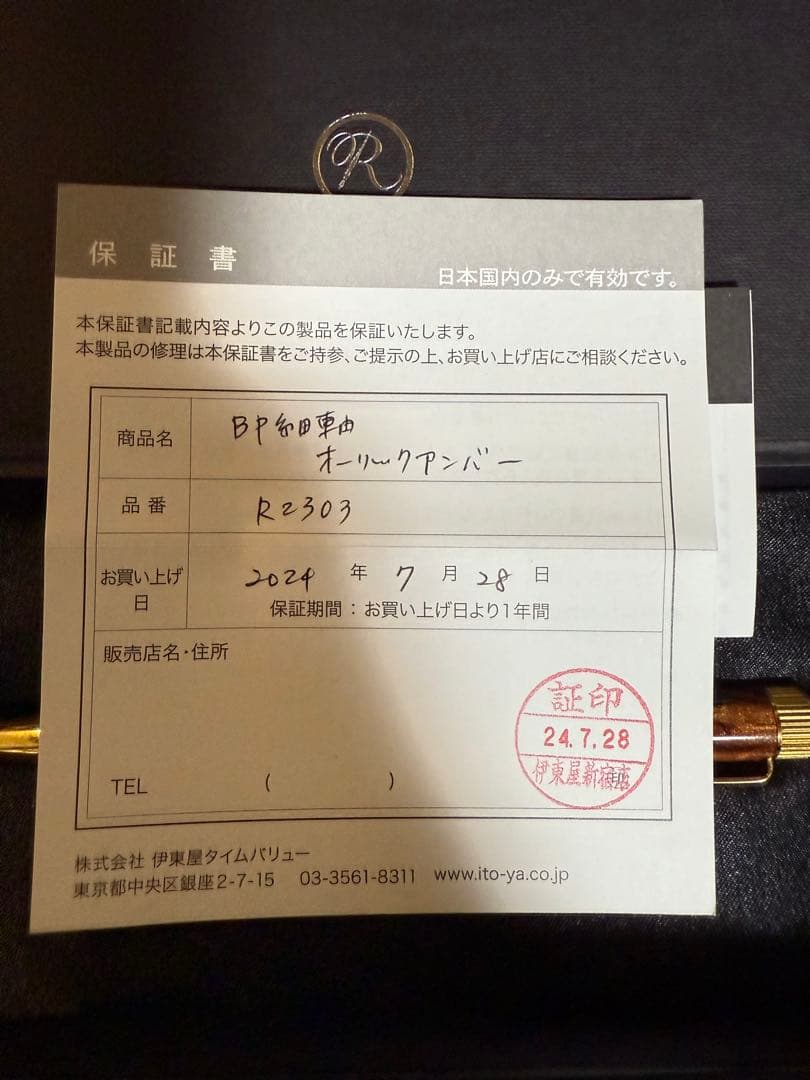 R
保証書
日本国内のみで有効です。
本保証書記載内容よりこの製品を保証いたします。
本製品の修理は本保証書をご持参、ご提示の上、お買い上げ店にご相談ください。
商品名
BP細軸
オーリックアンバー
品番
R2303
お買い上げ
日
2024 年 7 月 28 日
保証期間：お買い上げ日より1年間
販売店名・住所
証印
24.7.28
伊東屋新宿店
TEL ( )
株式会社 伊東屋タイムバリュー
東京都中央区銀座2-7-15 03-3561-8311 www.ito-ya.co.jp